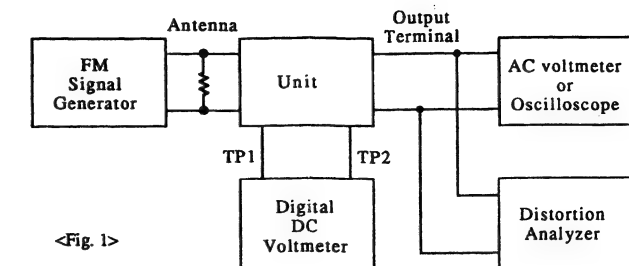 Antenna
Output
Terminal
FM
Signal
Generator
Unit
AC voltmeter
or
Oscilloscope
TP1
TP2
Digital
DC
Voltmeter
Distortion
Analyzer
<Fig. 1>